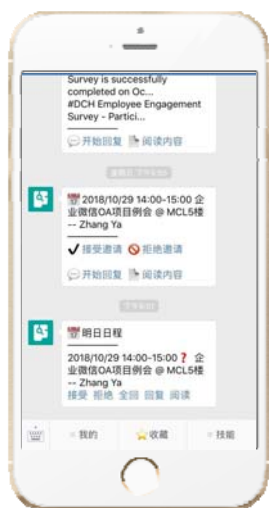 Survey is successfully
completed on Oc...
#DCH Employee Engagement
Survey - Partici...
开始回复 阅读内容
2018/10/29 14:00-15:00 企
业微信OA项目例会 @ MCL5楼
-- Zhang Ya
接受邀请 拒绝邀请
开始回复 阅读内容
明日日程
2018/10/29 14:00-15:00❓ 企
业微信OA项目例会 @ MCL5楼
-- Zhang Ya
接受 拒绝 全回 回复 阅读
我的 收藏 技能